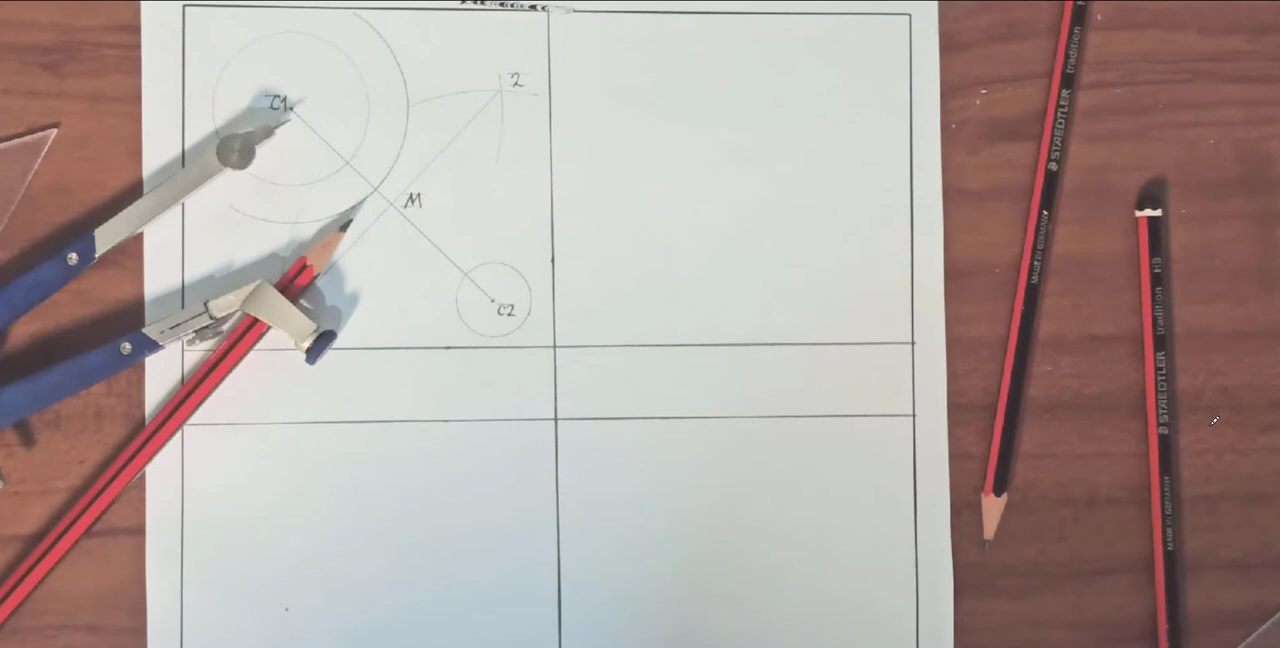 C1
2
M
C2
STAEDTLER tradition
MADE IN GERMANY
STAEDTLER tradition HB
MADE IN GERMANY